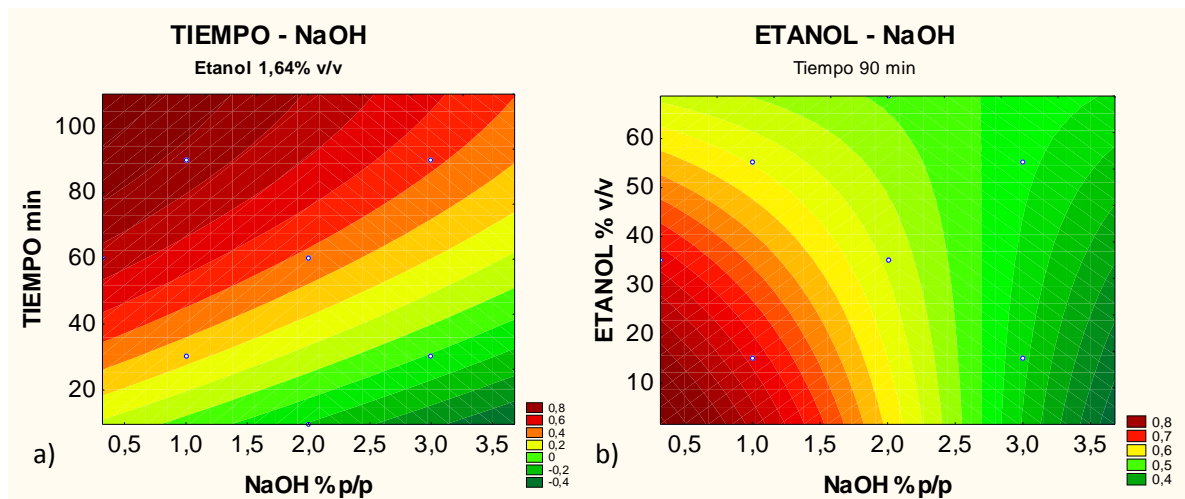 TIEMPO - NaOH
Etanol 1,64% v/v
TIEMPO min
100
80
60
40
20
0,5 1,0 1,5 2,0 2,5 3,0 3,5
NaOH %p/p
0,8
0,6
0,4
0,2
0
-0,2
-0,4
a)
ETANOL - NaOH
Tiempo 90 min
ETANOL % v/v
60
50
40
30
20
10
0,5 1,0 1,5 2,0 2,5 3,0 3,5
NaOH %p/p
0,8
0,7
0,6
0,5
0,4
b)